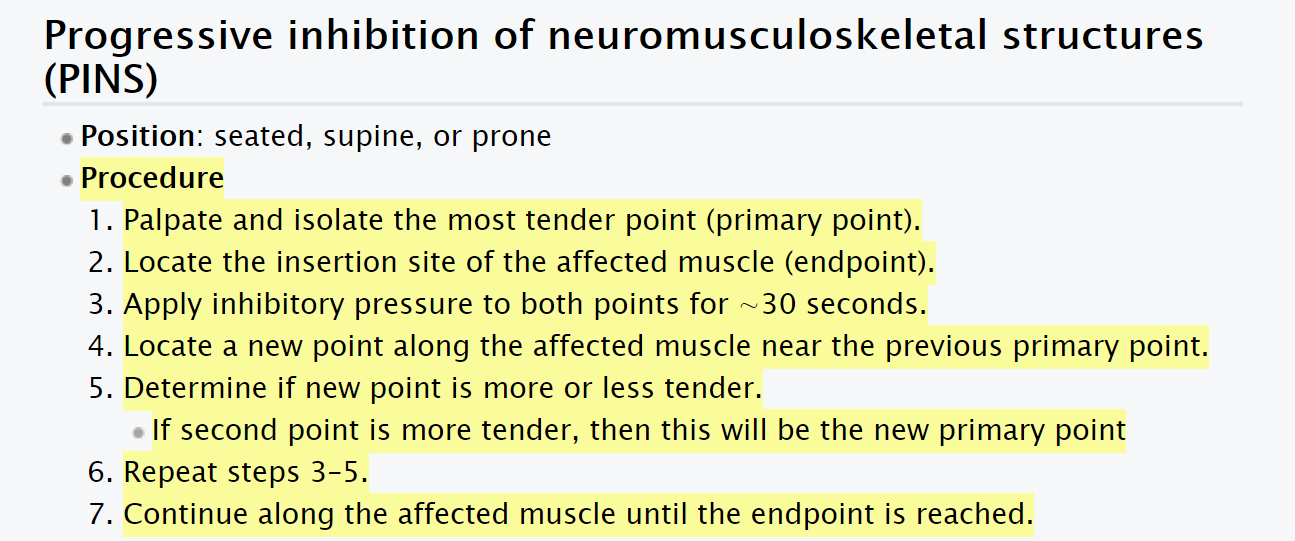 Progressive inhibition of neuromusculoskeletal structures
(PINS)
Position: seated, supine, or prone
Procedure
1. Palpate and isolate the most tender point (primary point).
2. Locate the insertion site of the affected muscle (endpoint).
3. Apply inhibitory pressure to both points for ~30 seconds.
4. Locate a new point along the affected muscle near the previous primary point.
5. Determine if new point is more or less tender.
If second point is more tender, then this will be the new primary point
6. Repeat steps 3–5.
7. Continue along the affected muscle until the endpoint is reached.